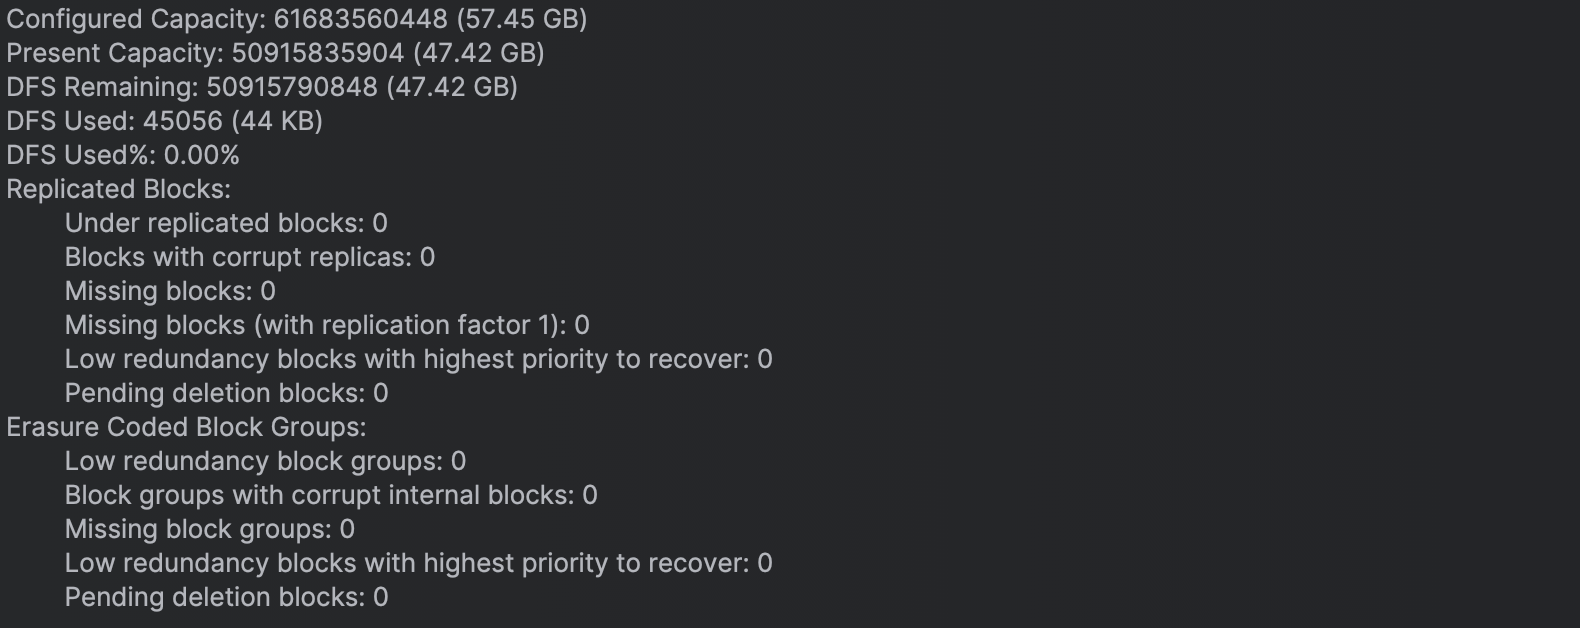 Configured Capacity: 61683560448 (57.45 GB)
Present Capacity: 50915835904 (47.42 GB)
DFS Remaining: 50915790848 (47.42 GB)
DFS Used: 45056 (44 KB)
DFS Used%: 0.00%
Replicated Blocks:
Under replicated blocks: 0
Blocks with corrupt replicas: 0
Missing blocks: 0
Missing blocks (with replication factor 1): 0
Low redundancy blocks with highest priority to recover: 0
Pending deletion blocks: 0
Erasure Coded Block Groups:
Low redundancy block groups: 0
Block groups with corrupt internal blocks: 0
Missing block groups: 0
Low redundancy blocks with highest priority to recover: 0
Pending deletion blocks: 0